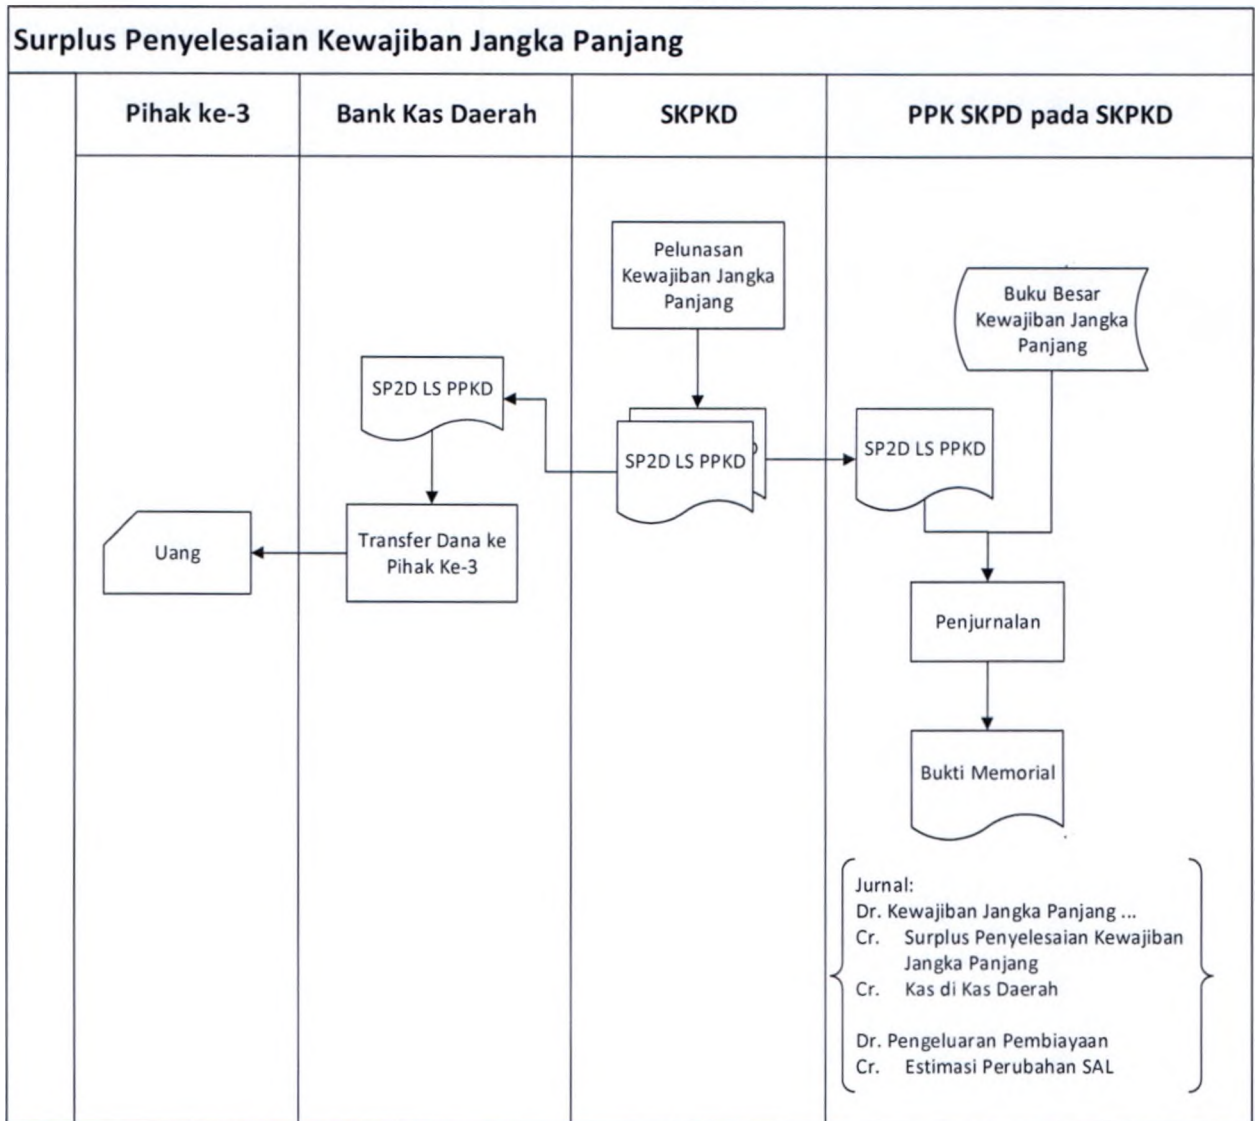 Surplus Penyelesaian Kewajiban Jangka Panjang
Pihak ke-3
Bank Kas Daerah
SKPKD
PPK SKPD pada SKPKD
Pelunasan
Kewajiban Jangka
Panjang
Buku Besar
Kewajiban Jangka
Panjang
SP2D LS PPKD
SP2D LS PPKD
SP2D LS PPKD
Uang
Transfer Dana ke
Pihak Ke-3
Penjurnalan
Bukti Memorial
Jurnal:
Dr. Kewajiban Jangka Panjang ...
Cr. Surplus Penyelesaian Kewajiban
Jangka Panjang
Cr. Kas di Kas Daerah
Dr. Pengeluaran Pembiayaan
Cr. Estimasi Perubahan SAL